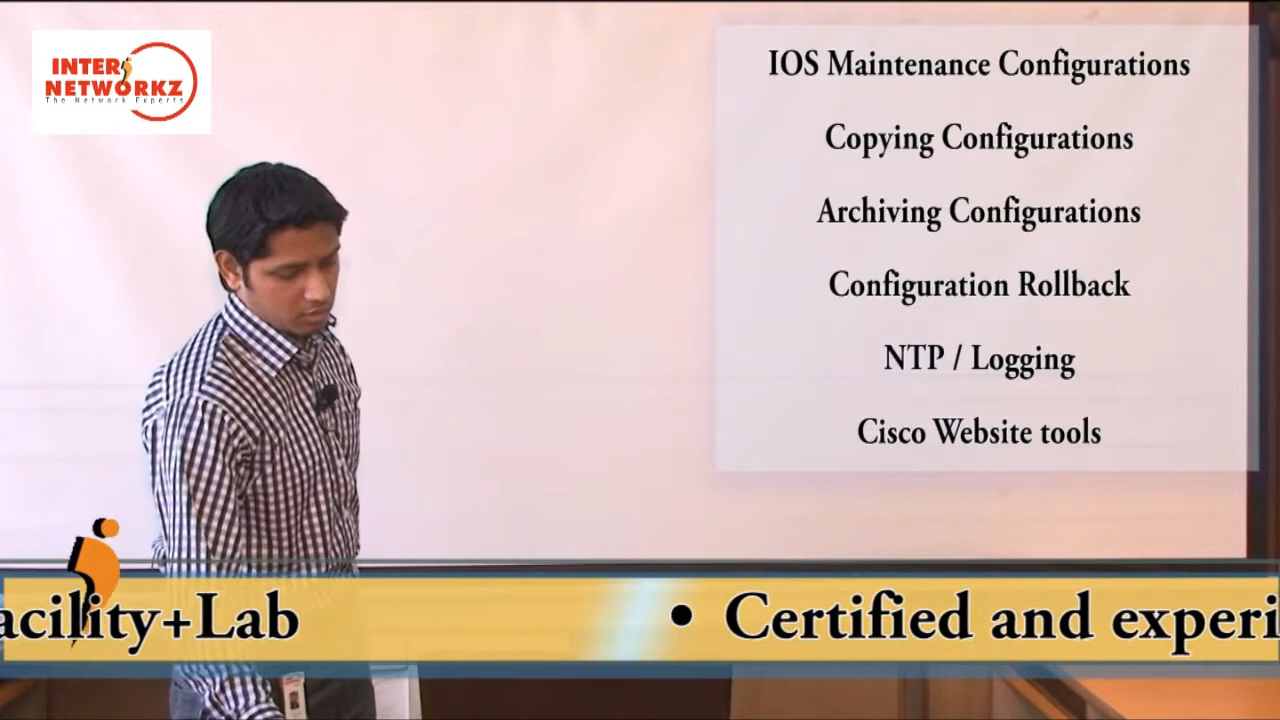 INTER
NETWORKZ
The Network Experts
IOS Maintenance Configurations
Copying Configurations
Archiving Configurations
Configuration Rollback
NTP / Logging
Cisco Website tools
acility+Lab
• Certified and experi